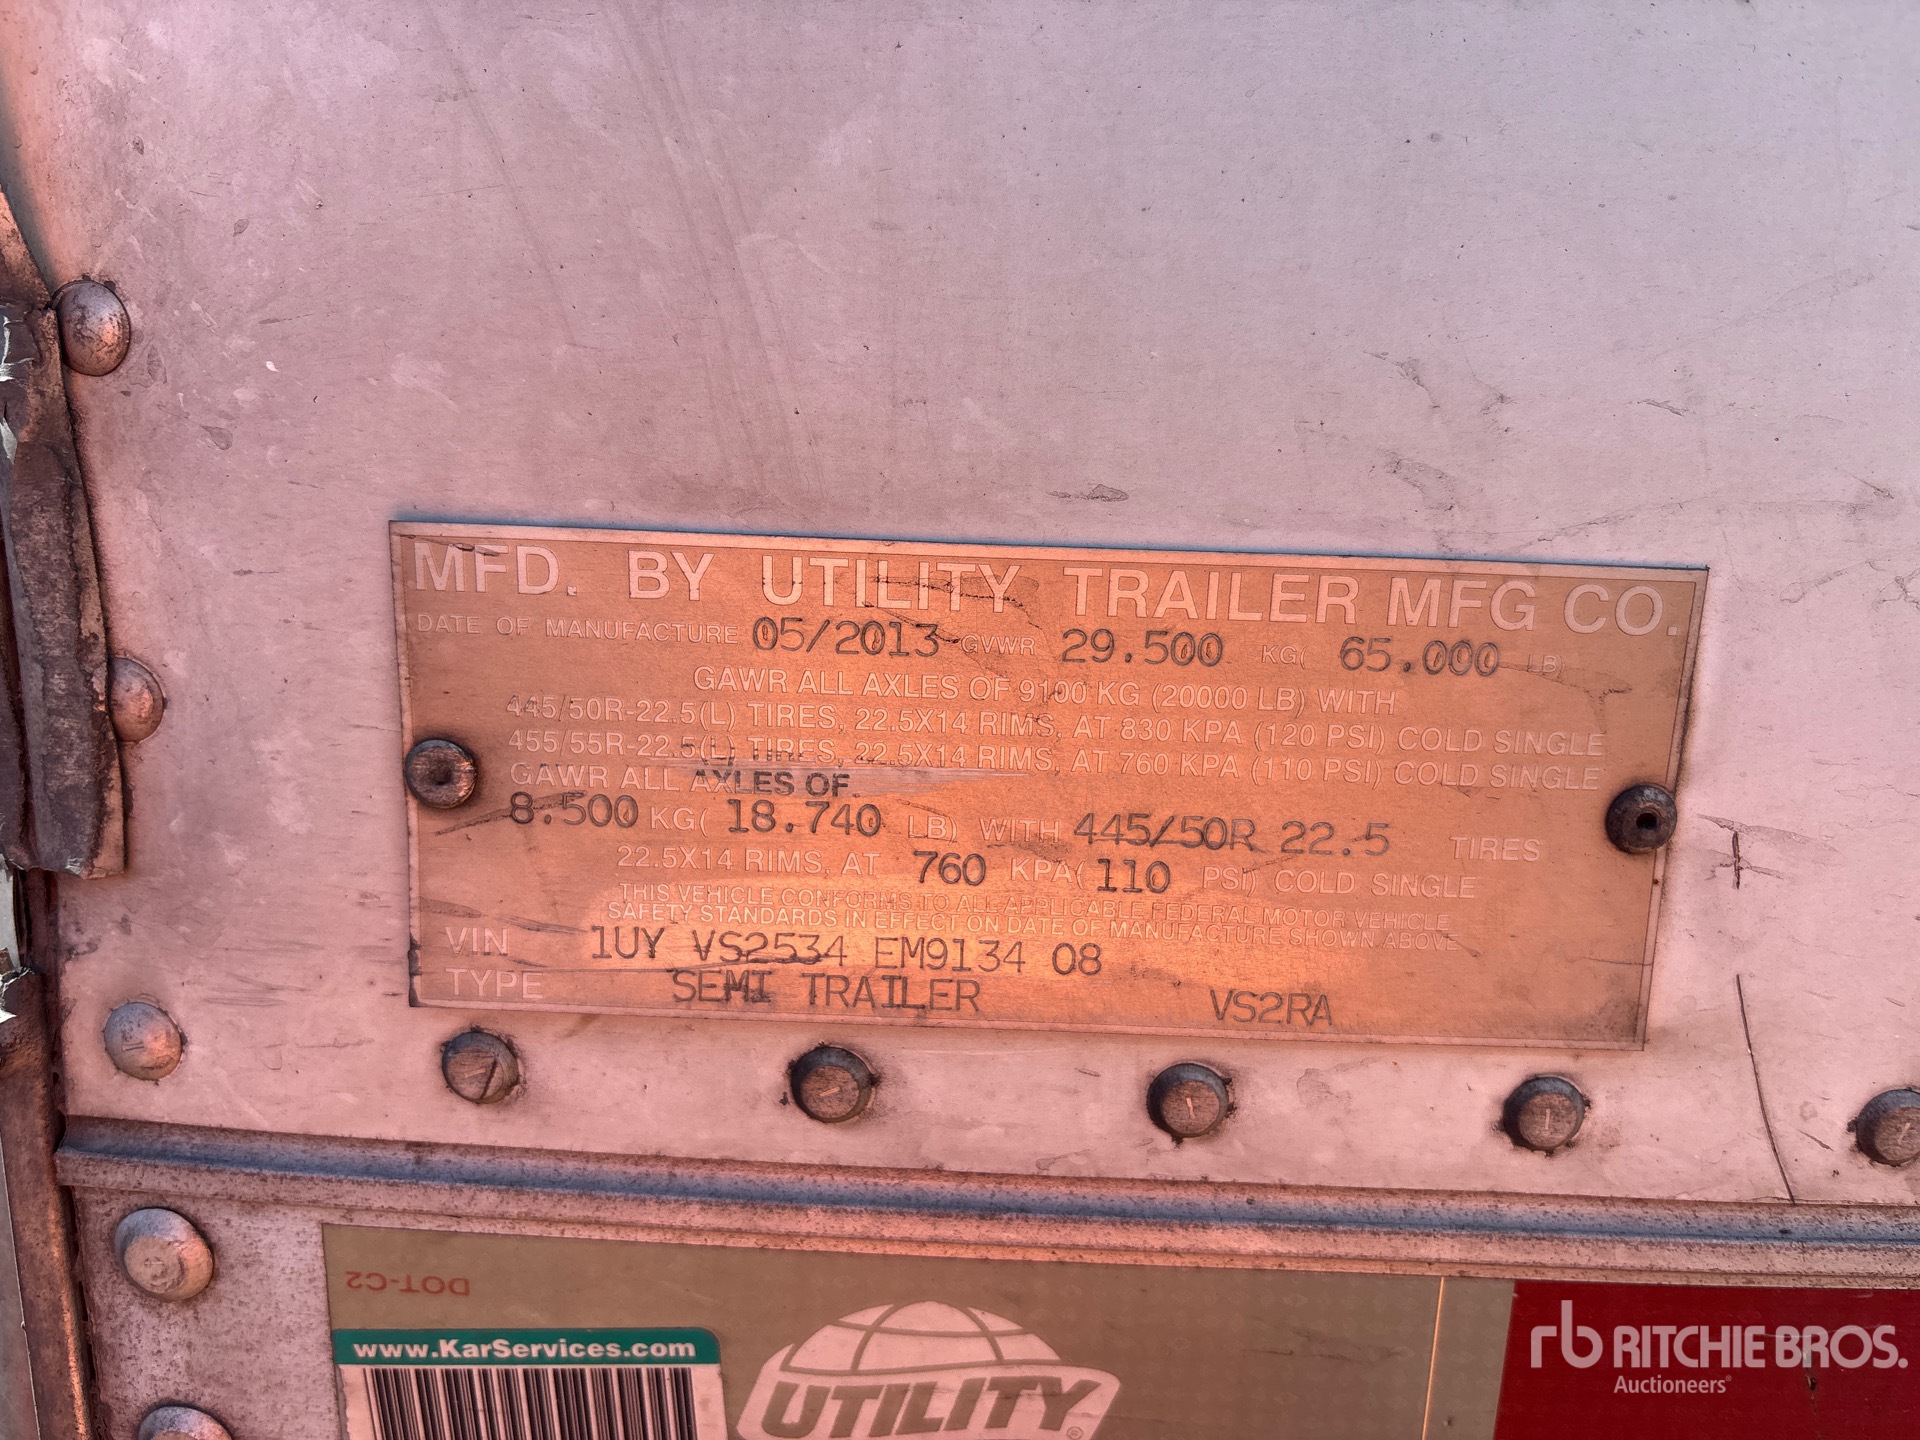 MFD. BY UTILITY TRAILER MFG CO.
DATE OF MANUFACTURE 05/2013 GVWR 29.500 KG( 65.000 LB)
GAWR ALL AXLES OF 9100 KG (20000 LB) WITH
445/50R-22.5(L) TIRES, 22.5X14 RIMS, AT 830 KPA (120 PSI) COLD SINGLE
455/55R-22.5(L) TIRES, 22.5X14 RIMS, AT 760 KPA (110 PSI) COLD SINGLE
GAWR ALL AXLES OF
8.500 KG( 18.740 LB) WITH 445/50R 22.5 TIRES
22.5X14 RIMS, AT 760 KPA( 110 PSI) COLD SINGLE
THIS VEHICLE CONFORMS TO ALL APPLICABLE FEDERAL MOTOR VEHICLE
SAFETY STANDARDS IN EFFECT ON DATE OF MANUFACTURE SHOWN ABOVE
VIN 1UY VS2534 EM9134 08
TYPE SEMI TRAILER VS2RA
DOT-C2
www.KarServices.com
UTILITY®
rb RITCHIE BROS.
Auctioneers®